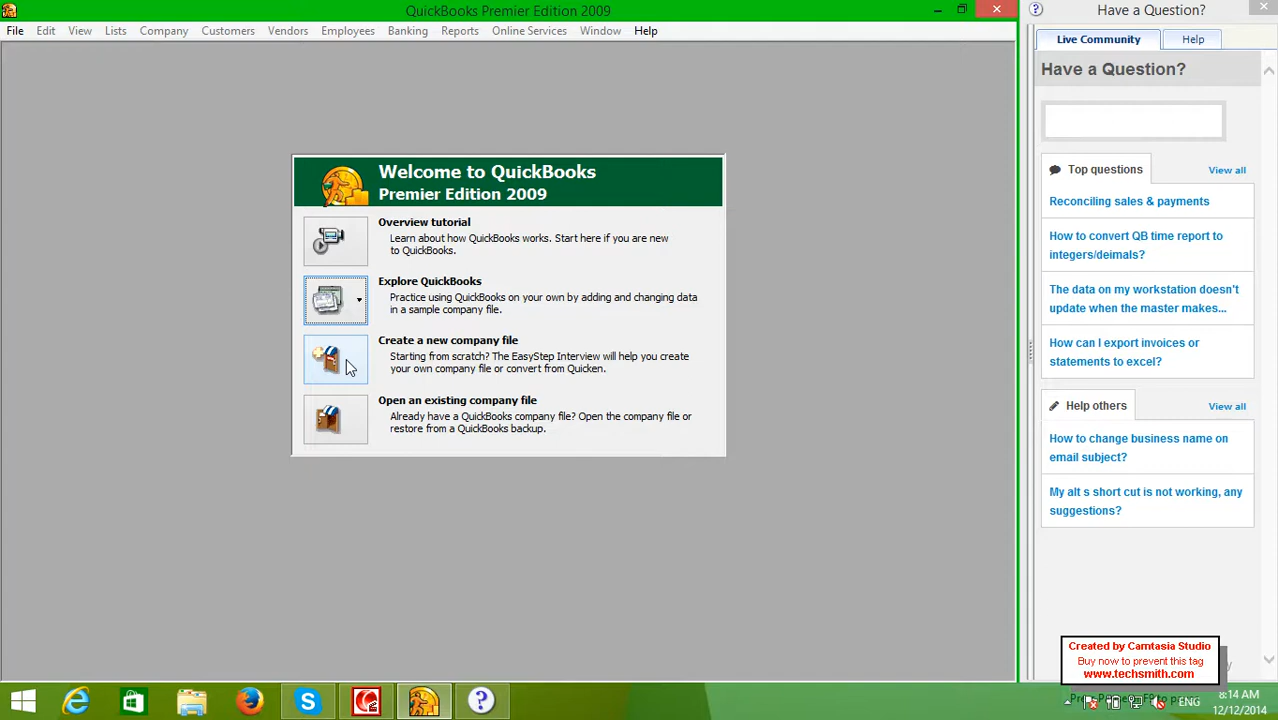 QuickBooks Premier Edition 2009
File Edit View Lists Company Customers Vendors Employees Banking Reports Online Services Window Help
Welcome to QuickBooks
Premier Edition 2009
Overview tutorial
Learn about how QuickBooks works. Start here if you are new
to QuickBooks.
Explore QuickBooks
Practice using QuickBooks on your own by adding and changing data
in a sample company file.
Create a new company file
Starting from scratch? The EasyStep Interview will help you create
your own company file or convert from Quicken.
Open an existing company file
Already have a QuickBooks company file? Open the company file or
restore from a QuickBooks backup.
Have a Question?
Live Community Help
Have a Question?
Top questions View all
Reconciling sales & payments
How to convert QB time report to
integers/deimals?
The data on my workstation doesn't
update when the master makes...
How can I export invoices or
statements to excel?
Help others View all
How to change business name on
email subject?
My alt s short cut is not working, any
suggestions?
Created by Camtasia Studio
Buy now to prevent this tag
www.techsmith.com
ENG
8:14 AM
12/12/2014